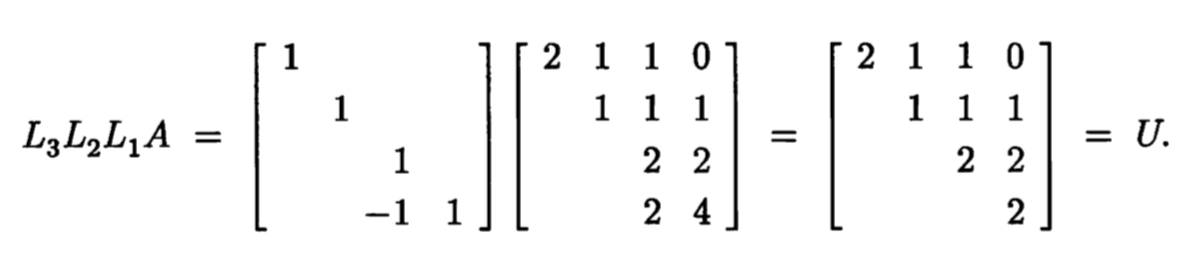 L₃L₂L₁A = [ 1 ; 1 ; 1 ; −1 1 ] [ 2 1 1 0 ; 1 1 1 ; 2 2 ; 2 4 ] = [ 2 1 1 0 ; 1 1 1 ; 2 2 ; 2 ] = U.